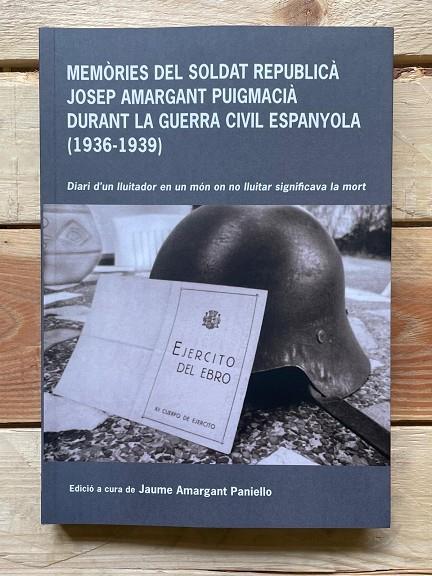 MEMÒRIES DEL SOLDAT REPUBLICÀ
JOSEP AMARGANT PUIGMACIÀ
DURANT LA GUERRA CIVIL ESPANYOLA
(1936-1939)
Diari d'un lluitador en un món on no lluitar significava la mort
EJERCITO
DEL EBRO
XI CUERPO DE EJERCITO
Edició a cura de Jaume Amargant Paniello